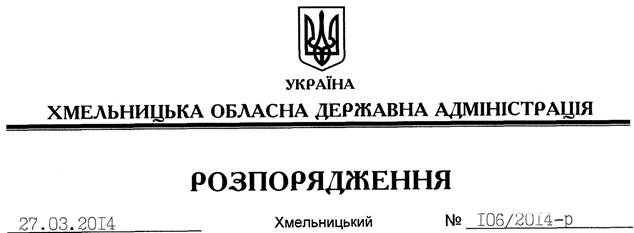 УКРАЇНА
ХМЕЛЬНИЦЬКА ОБЛАСНА ДЕРЖАВНА АДМІНІСТРАЦІЯ
РОЗПОРЯДЖЕННЯ
27.03.2014 Хмельницький № 106/2014-р